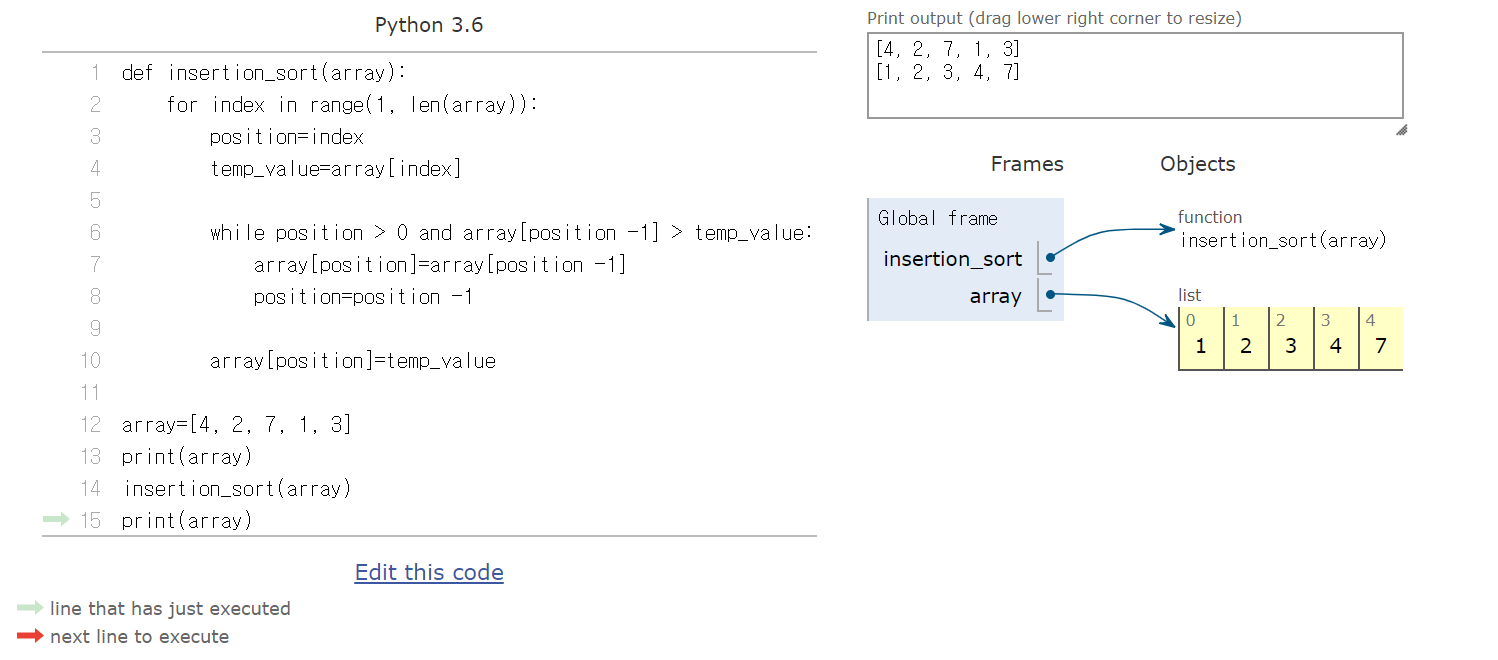 Python 3.6
1 def insertion_sort(array):
2 for index in range(1, len(array)):
3 position=index
4 temp_value=array[index]
5
6 while position > 0 and array[position -1] > temp_value:
7 array[position]=array[position -1]
8 position=position -1
9
10 array[position]=temp_value
11
12 array=[4, 2, 7, 1, 3]
13 print(array)
14 insertion_sort(array)
15 print(array)
Edit this code
line that has just executed
next line to execute
Print output (drag lower right corner to resize)
[4, 2, 7, 1, 3]
[1, 2, 3, 4, 7]
Frames Objects
Global frame
insertion_sort
array
function
insertion_sort(array)
list
0 1 2 3 4
1 2 3 4 7